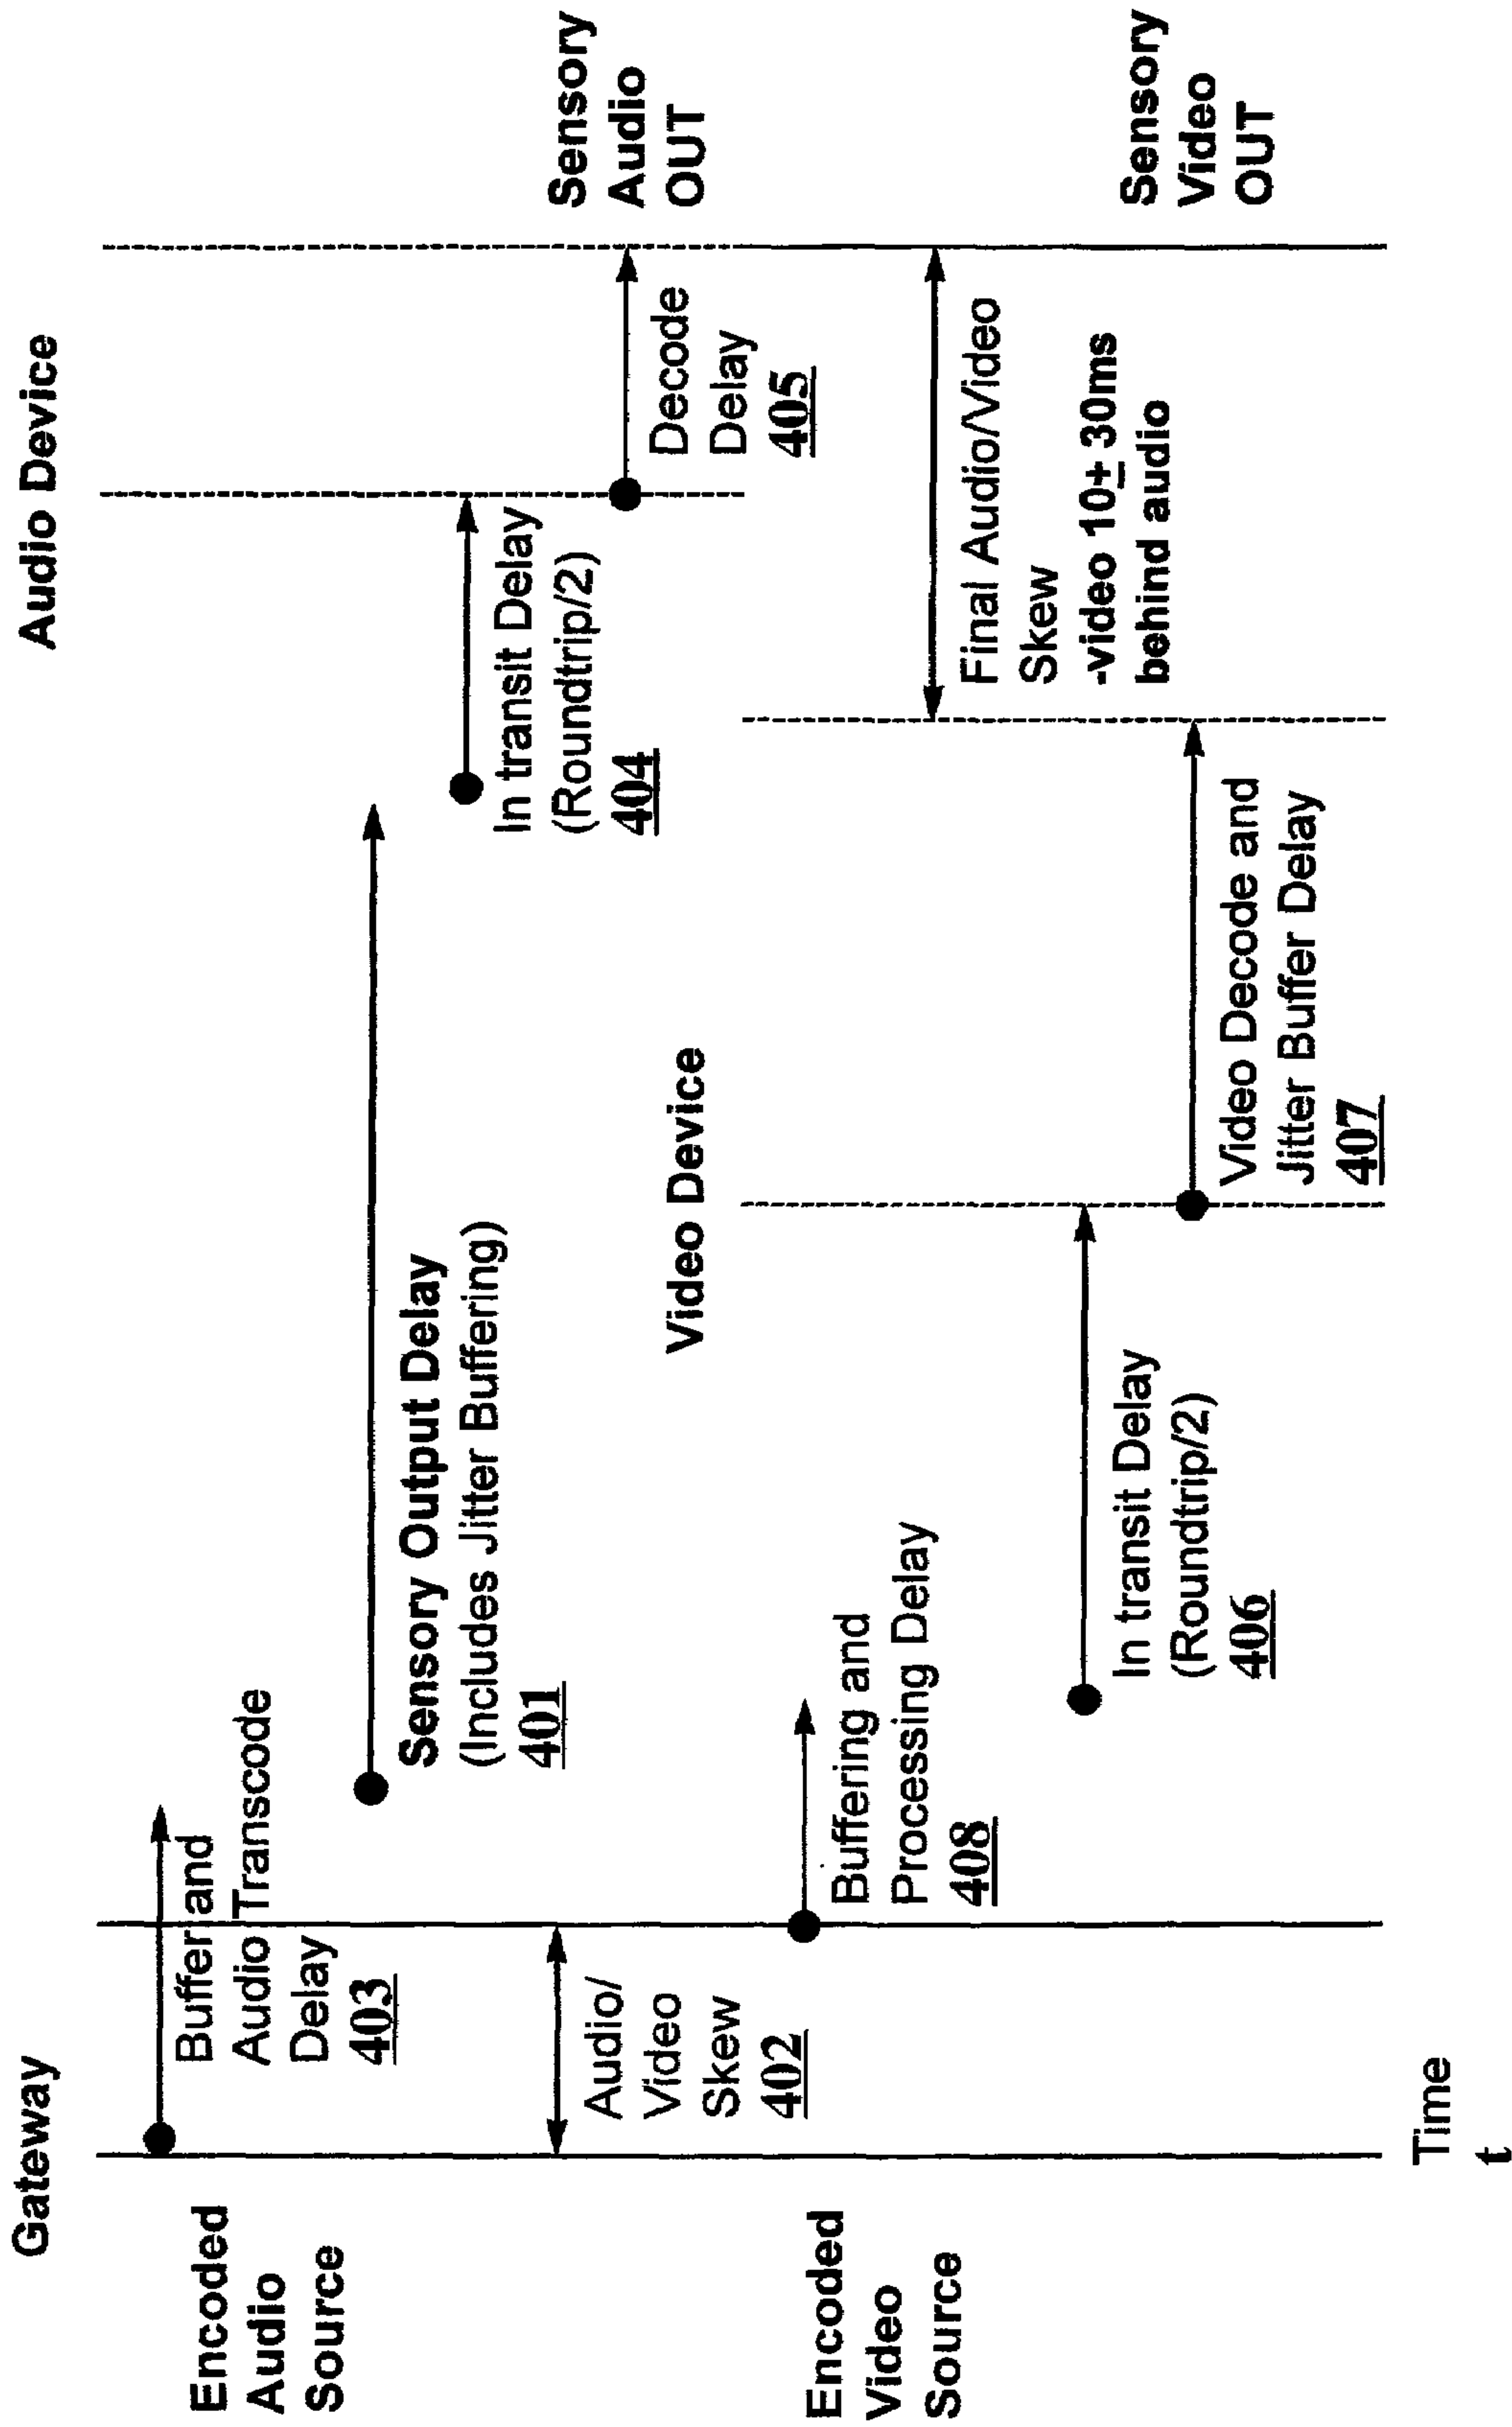 Gateway
Audio Device
Encoded
Audio
Source
Buffer and
Audio Transcode
Delay
403
Sensory Output Delay
(Includes Jitter Buffering)
401
In transit Delay
(Roundtrip/2)
404
Decode
Delay
405
Sensory
Audio
OUT
Audio/
Video
Skew
402
Video Device
Encoded
Video
Source
Buffering and
Processing Delay
408
In transit Delay
(Roundtrip/2)
406
Video Decode and
Jitter Buffer Delay
407
Final Audio/Video
Skew
-video 10± 30ms
behind audio
Sensory
Video
OUT
Time
t